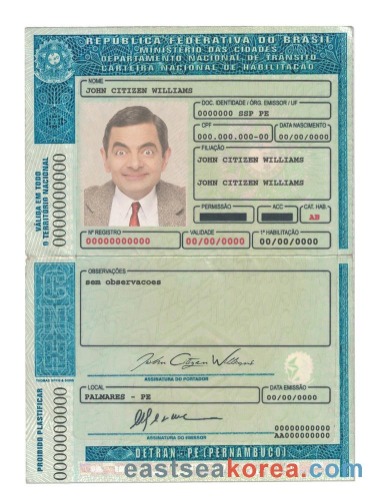 REPÚBLICA FEDERATIVA DO BRASIL
MINISTÉRIO DAS CIDADES
DEPARTAMENTO NACIONAL DE TRÂNSITO
CARTEIRA NACIONAL DE HABILITAÇÃO
NOME
JOHN CITIZEN WILLIAMS
DOC. IDENTIDADE / ÓRG. EMISSOR / UF
0000000 SSP PE
CPF
DATA NASCIMENTO
000.000.000-00
00/00/0000
FILIAÇÃO
JOHN CITIZEN WILLIAMS
JOHN CITIZEN WILLIAMS
PERMISSÃO
ACC
CAT. HAB.
AB
Nº REGISTRO
VALIDADE
1ª HABILITAÇÃO
00000000000
00/00/0000
00/00/0000
VÁLIDA EM TODO
O TERRITÓRIO NACIONAL
0000000000
OBSERVAÇÕES
sem observacoes
John Citizen Williams
ASSINATURA DO PORTADOR
LOCAL
DATA EMISSÃO
PALMARES - PE
00/00/0000
ASSINATURA DO EMISSOR
00000000000
AA000000000
PROIBIDO PLASTIFICAR
0000000000
DETRAN-PE (PERNAMBUCO)
eastseakorea.com